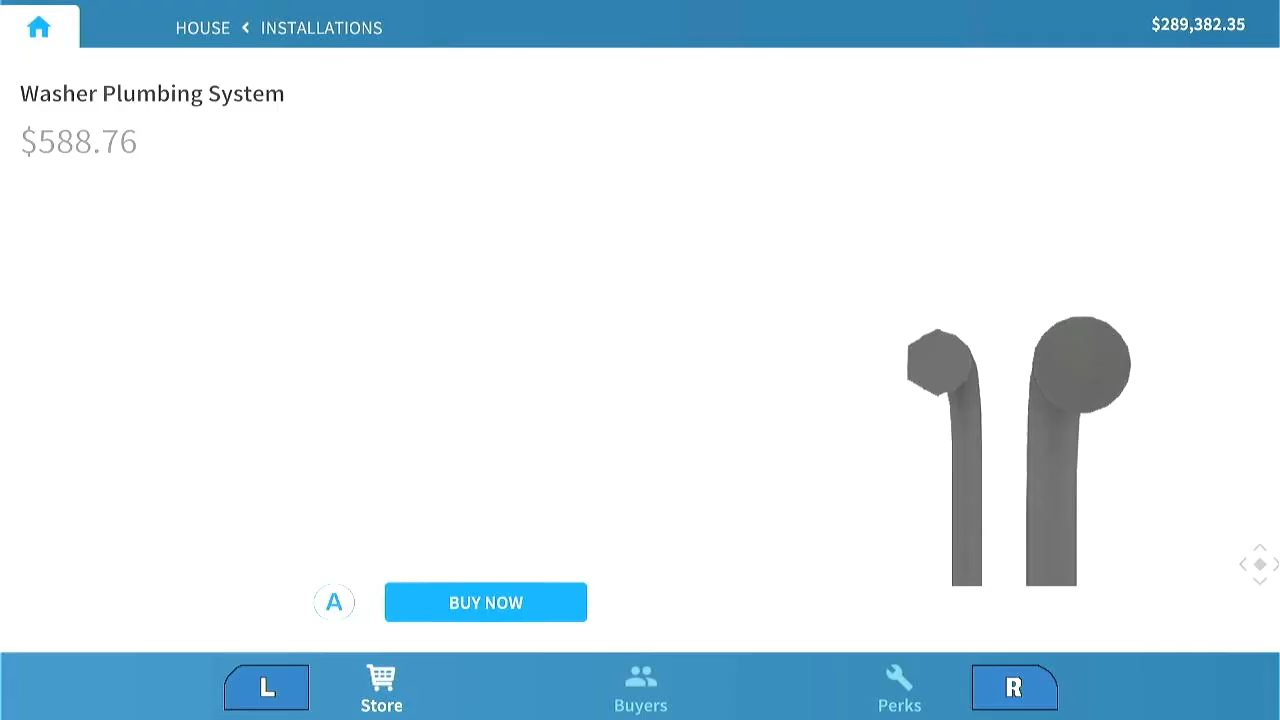 HOUSE < INSTALLATIONS
$289,382.35
Washer Plumbing System
$588.76
A
BUY NOW
L
Store
Buyers
Perks
R